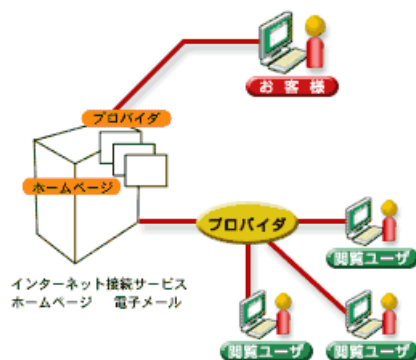 お客様
プロバイダ
ホームページ
プロバイダ
閲覧ユーザ
インターネット接続サービス
ホームページ 電子メール
閲覧ユーザ
閲覧ユーザ